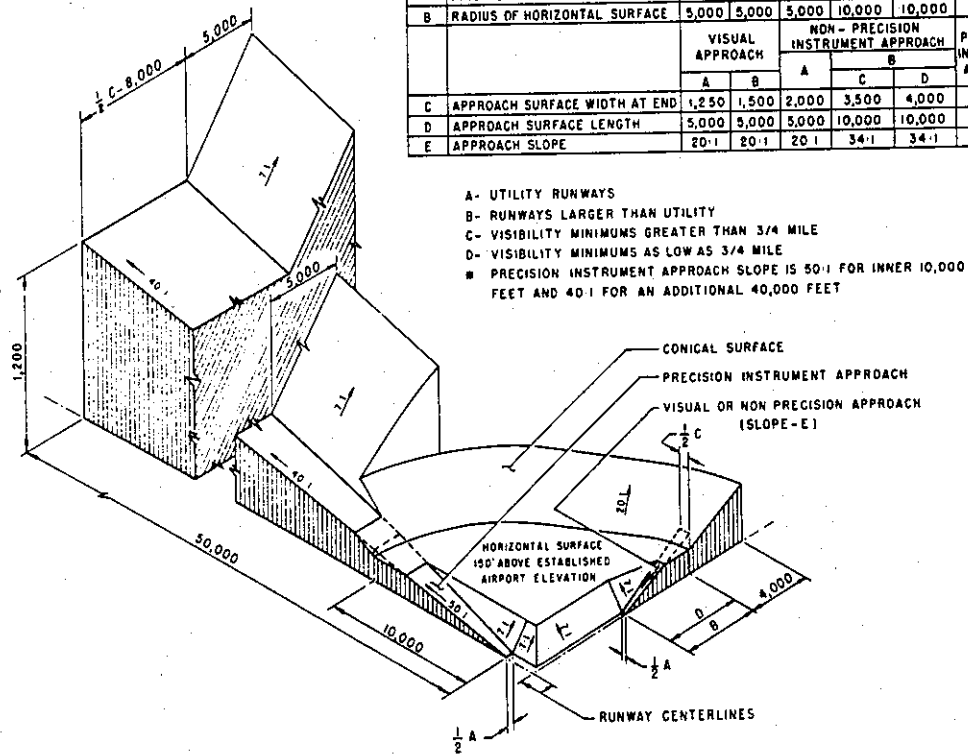 B RADIUS OF HORIZONTAL SURFACE 5,000 5,000 5,000 10,000 10,000
VISUAL APPROACH NON-PRECISION INSTRUMENT APPROACH
A B A B
C D
C APPROACH SURFACE WIDTH AT END 1,250 1,500 2,000 3,500 4,000
D APPROACH SURFACE LENGTH 5,000 5,000 5,000 10,000 10,000
E APPROACH SLOPE 20:1 20:1 20:1 34:1 34:1
A- UTILITY RUNWAYS
B- RUNWAYS LARGER THAN UTILITY
C- VISIBILITY MINIMUMS GREATER THAN 3/4 MILE
D- VISIBILITY MINIMUMS AS LOW AS 3/4 MILE
* PRECISION INSTRUMENT APPROACH SLOPE IS 50:1 FOR INNER 10,000
FEET AND 40:1 FOR AN ADDITIONAL 40,000 FEET
5,000
1/2 C-8,000
7:1
40:1
5,000
1,200
7:1
CONICAL SURFACE
PRECISION INSTRUMENT APPROACH
VISUAL OR NON PRECISION APPROACH
(SLOPE-E)
1/2 C
40:1
20:1
50,000
HORIZONTAL SURFACE
150' ABOVE ESTABLISHED
AIRPORT ELEVATION
50:1
7:1
7:1
7:1
7:1
4,000
D
B
10,000
1/2 A
RUNWAY CENTERLINES
1/2 A